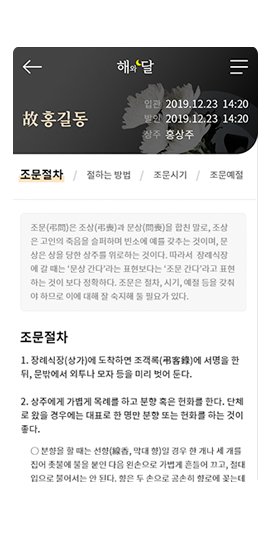 해와달
故홍길동
입관 2019.12.23 14:20
발인 2019.12.23 14:20
상주 홍상주
조문절차 / 절하는 방법 / 조문시기 / 조문예절
조문(弔問)은 조상(弔喪)과 문상(問喪)을 합친 말로, 조상
은 고인의 죽음을 슬퍼하며 빈소에 예를 갖추는 것이며, 문
상은 상을 당한 상주를 위로하는 것이다. 따라서 장례식장
에 갈 때는 '문상 간다'라는 표현보다는 '조문 간다'라고 표현
하는 것이 보다 정확하다. 조문은 절차, 시기, 예절 등을 갖춰
야 하므로 이에 대해 잘 숙지해 둘 필요가 있다.
조문절차
1. 장례식장(상가)에 도착하면 조객록(弔客錄)에 서명을 한
뒤, 문밖에서 외투나 모자 등을 미리 벗어 둔다.
2. 상주에게 가볍게 목례를 하고 분향 혹은 헌화를 한다. 단체
로 왔을 경우에는 대표로 한 명만 분향 또는 헌화를 하는 것이
좋다.
○ 분향을 할 때는 선향(線香, 막대 향)일 경우 한 개나 세 개를
집어 촛불에 불을 붙인 다음 왼손으로 가볍게 흔들어 끄고, 절대
입으로 불어서는 안 된다. 향은 두 손으로 공손히 향로에 꽂는데